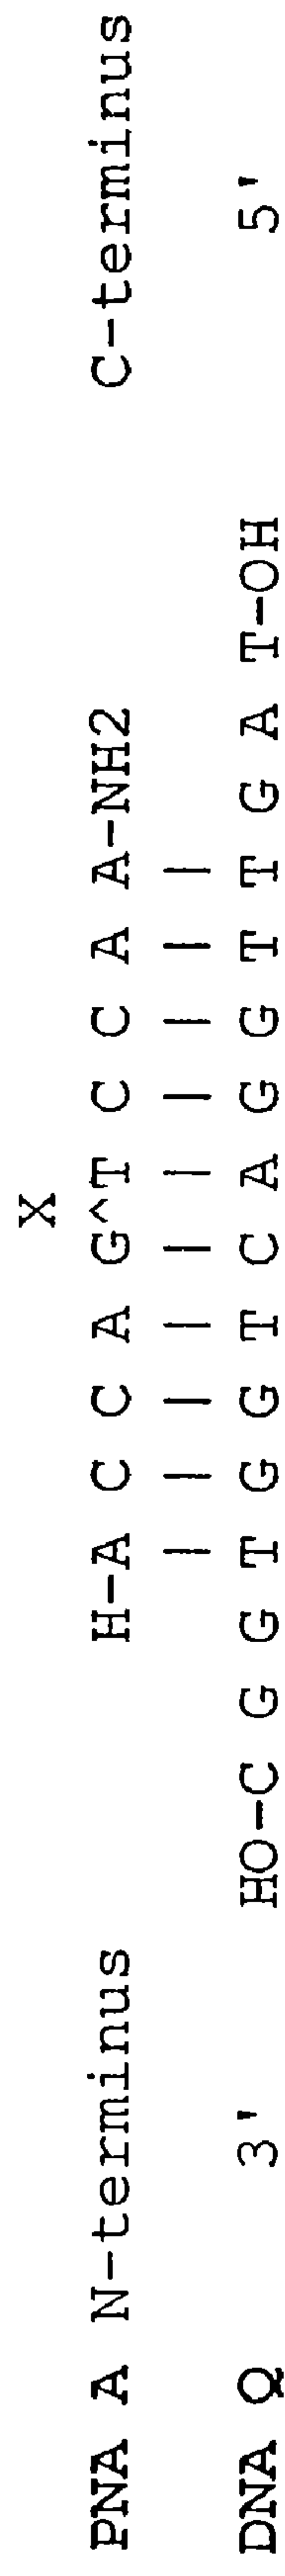 X
PNA A N-terminus H-A C C A G^T C C A A-NH2 C-terminus
| | | | | | | | | |
DNA Q 3' HO-C G G T G G T C A G G T T G A T-OH 5'